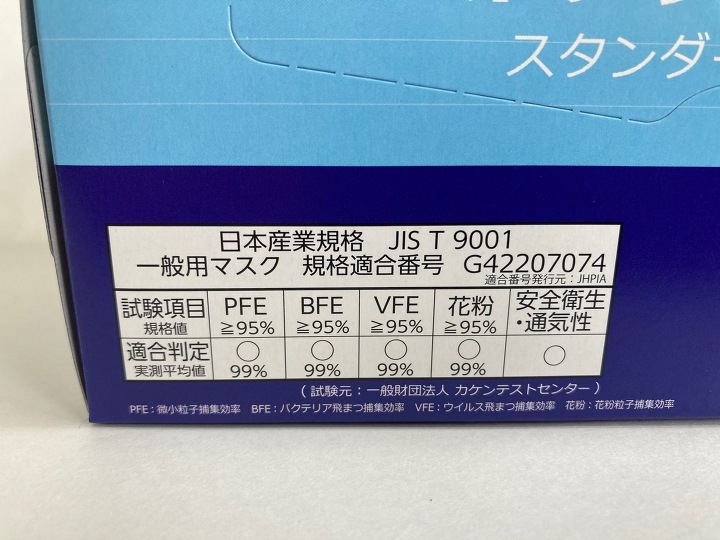 スタンダー
日本産業規格 JIS T 9001
一般用マスク 規格適合番号 G42207074
適合番号発行元:JHPIA
試験項目 規格値 PFE ≧95% BFE ≧95% VFE ≧95% 花粉 ≧95% 安全衛生・通気性
適合判定 実測平均値 ○ 99% ○ 99% ○ 99% ○ 99% ○
(試験元:一般財団法人 カケンテストセンター)
PFE:微小粒子捕集効率 BFE:バクテリア飛まつ捕集効率 VFE:ウイルス飛まつ捕集効率 花粉:花粉粒子捕集効率